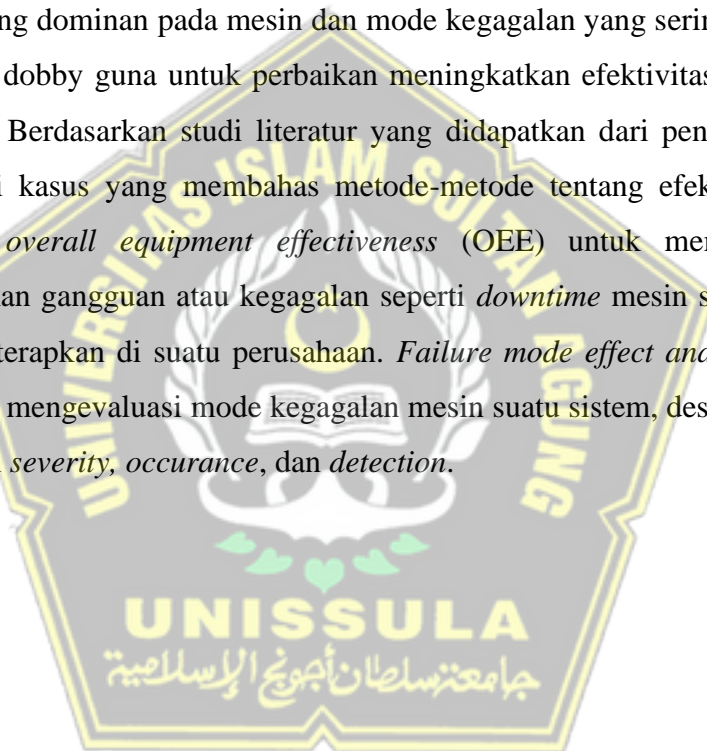 ng dominan pada mesin dan mode kegagalan yang serin
dobby guna untuk perbaikan meningkatkan efektivitas
Berdasarkan studi literatur yang didapatkan dari pen
i kasus yang membahas metode-metode tentang efek
overall equipment effectiveness (OEE) untuk mer
an gangguan atau kegagalan seperti downtime mesin s
terapkan di suatu perusahaan. Failure mode effect ana
mengevaluasi mode kegagalan mesin suatu sistem, des
severity, occurance, dan detection.
UNIVERSITAS ISLAM SULTAN AGUNG
UNISSULA
جامعة سلطان أجونج الإسلامية